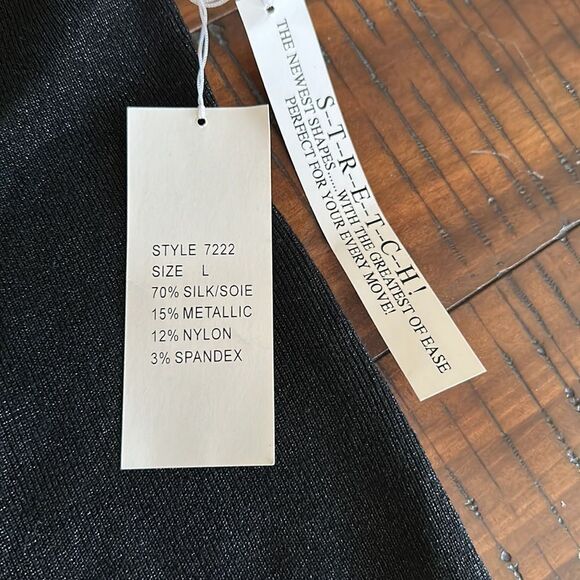 STYLE 7222
SIZE L
70% SILK/SOIE
15% METALLIC
12% NYLON
3% SPANDEX
S--T--R--E--T--C--H!
THE NEWEST SHAPES......WITH THE GREATEST OF EASE
PERFECT FOR YOUR EVERY MOVE!